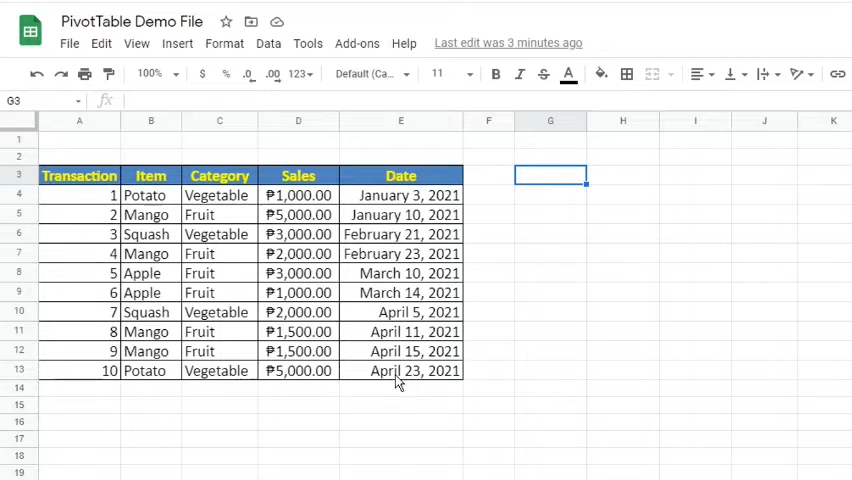 PivotTable Demo File
File Edit View Insert Format Data Tools Add-ons Help Last edit was 3 minutes ago
100% $ % .0 .00 123 Default (Ca... 11 B I S A
G3 fx
A B C D E F G H I J K
1
2
3 Transaction Item Category Sales Date
4 1 Potato Vegetable ₱1,000.00 January 3, 2021
5 2 Mango Fruit ₱5,000.00 January 10, 2021
6 3 Squash Vegetable ₱3,000.00 February 21, 2021
7 4 Mango Fruit ₱2,000.00 February 23, 2021
8 5 Apple Fruit ₱3,000.00 March 10, 2021
9 6 Apple Fruit ₱1,000.00 March 14, 2021
10 7 Squash Vegetable ₱2,000.00 April 5, 2021
11 8 Mango Fruit ₱1,500.00 April 11, 2021
12 9 Mango Fruit ₱1,500.00 April 15, 2021
13 10 Potato Vegetable ₱5,000.00 April 23, 2021
14
15
16
17
18
19